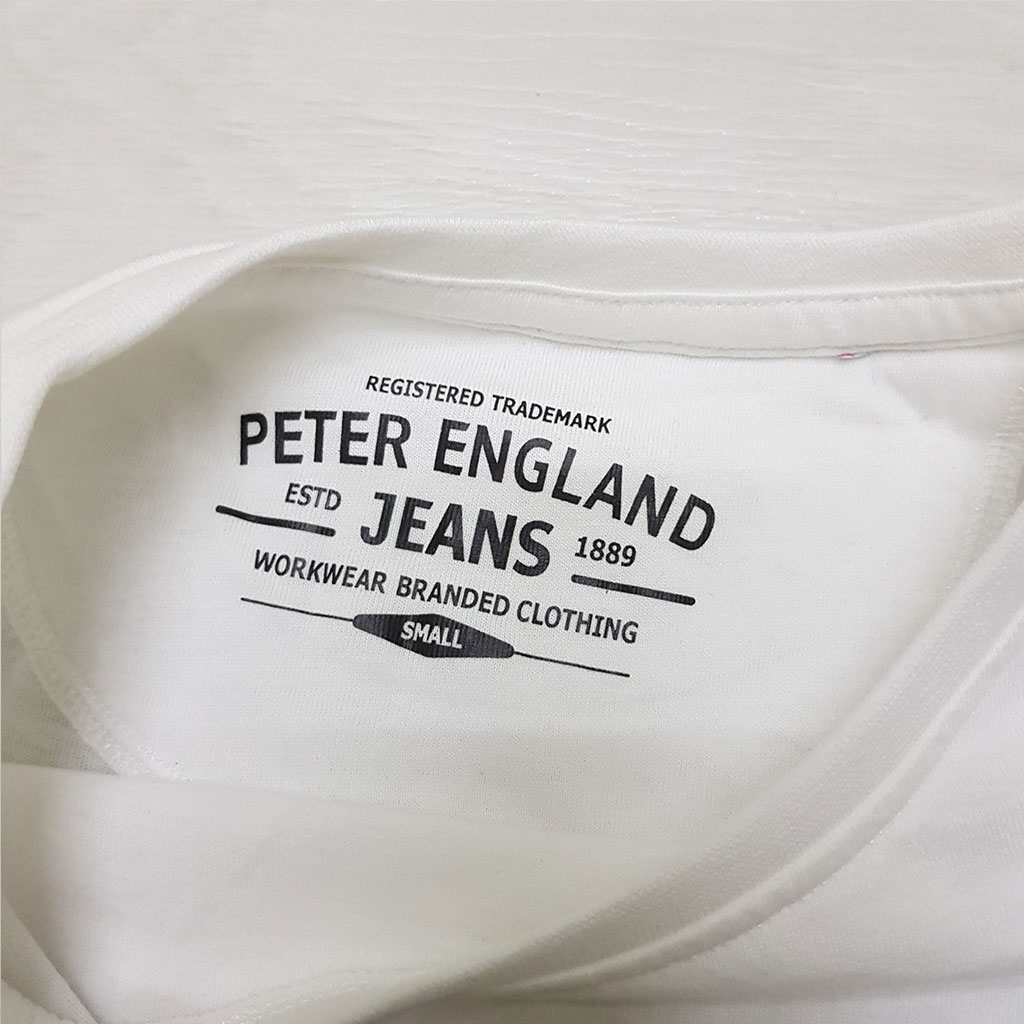 REGISTERED TRADEMARK
PETER ENGLAND
ESTD JEANS 1889
WORKWEAR BRANDED CLOTHING
SMALL